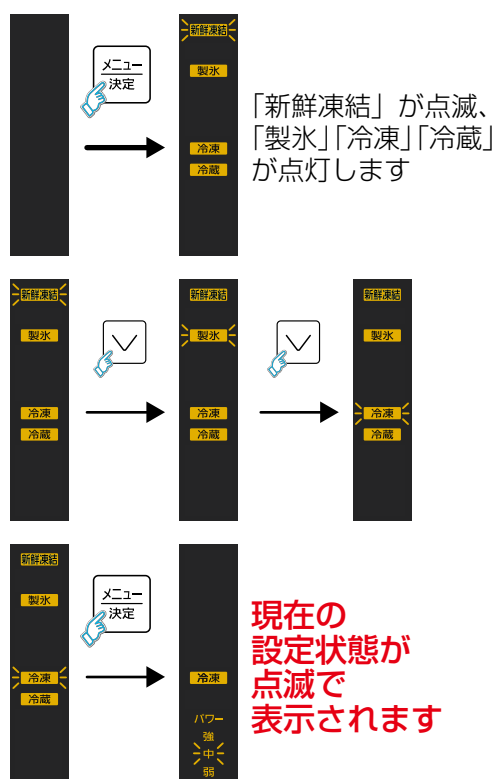 新鮮凍結
メニュー
決定
製氷
冷凍
冷蔵
「新鮮凍結」が点滅、
「製氷」「冷凍」「冷蔵」
が点灯します
新鮮凍結
新鮮凍結
新鮮凍結
製氷
製氷
製氷
冷凍
冷凍
冷凍
冷蔵
冷蔵
冷蔵
新鮮凍結
製氷
メニュー
決定
冷凍
冷凍
冷蔵
パワー
強
中
弱
現在の
設定状態が
点滅で
表示されます